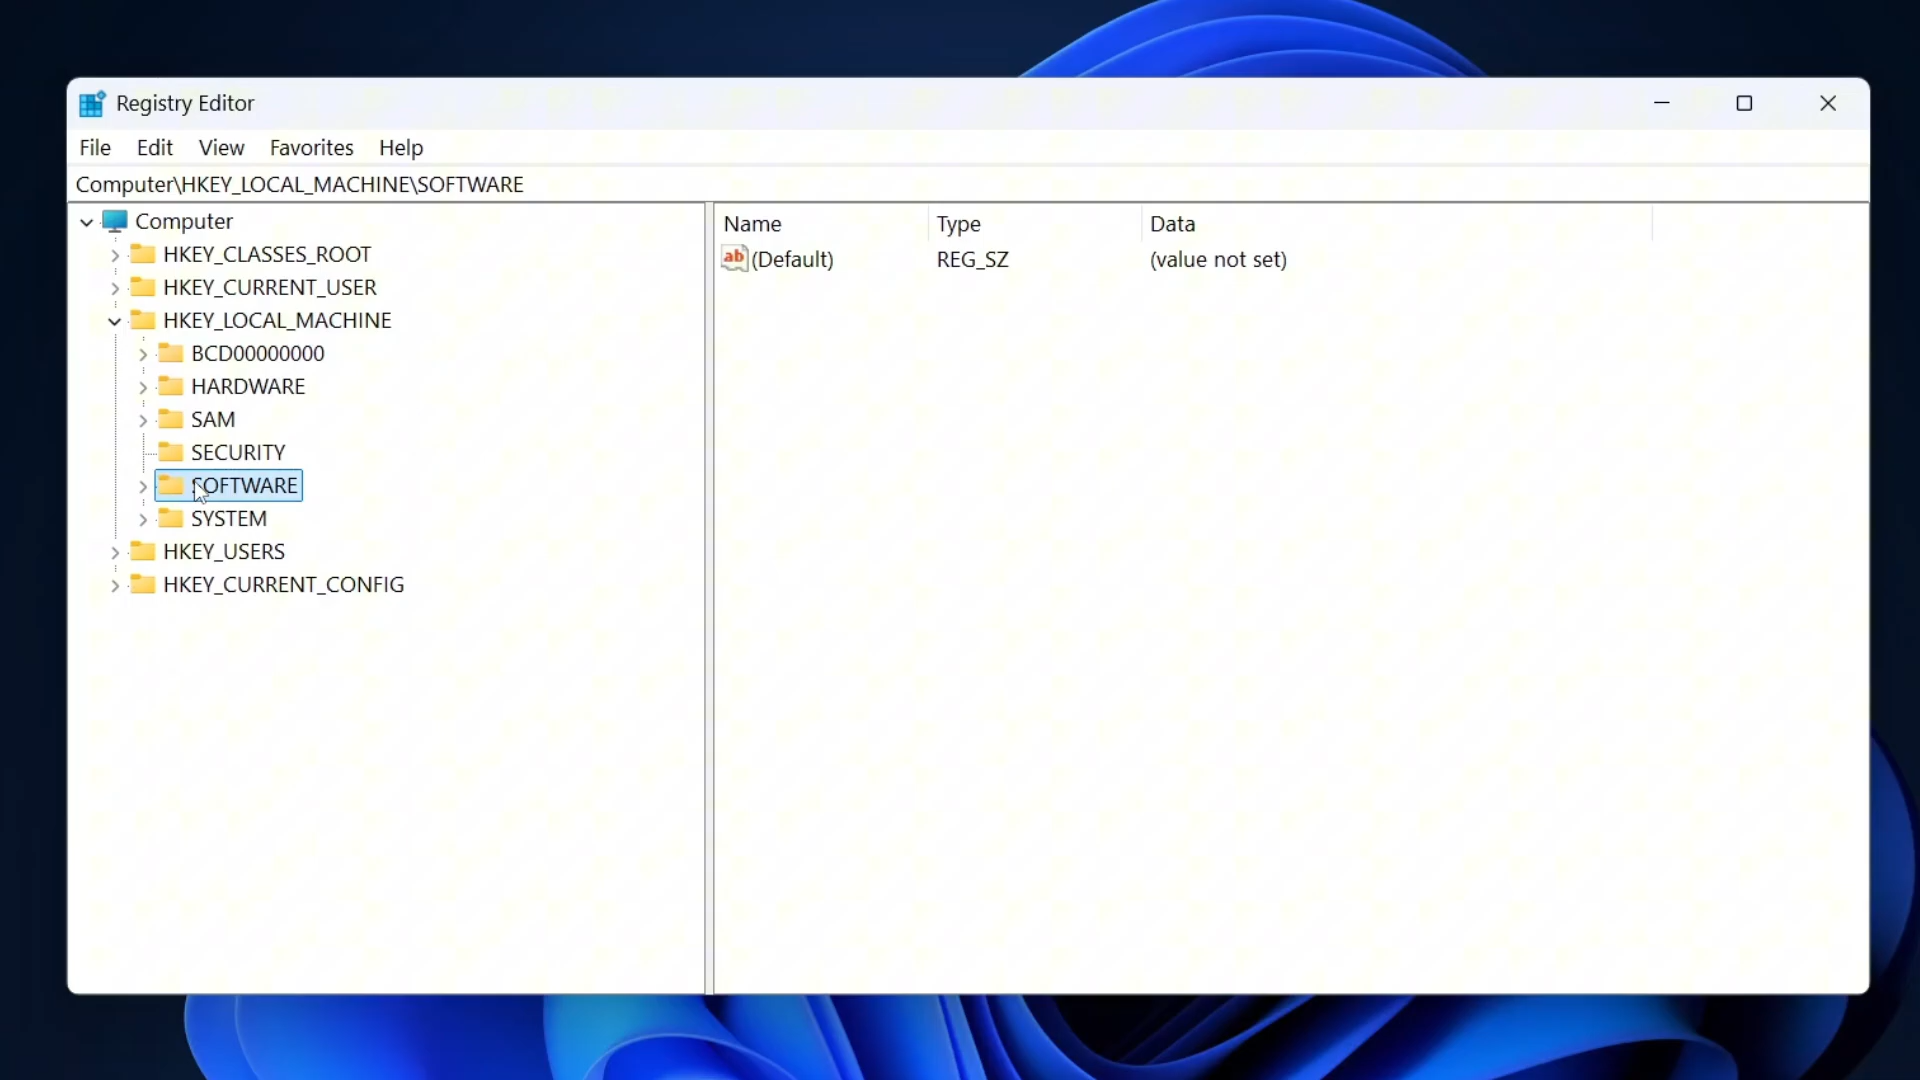 Registry Editor
File Edit View Favorites Help
Computer\HKEY_LOCAL_MACHINE\SOFTWARE
Computer
HKEY_CLASSES_ROOT
HKEY_CURRENT_USER
HKEY_LOCAL_MACHINE
BCD00000000
HARDWARE
SAM
SECURITY
SOFTWARE
SYSTEM
HKEY_USERS
HKEY_CURRENT_CONFIG
Name Type Data
ab (Default) REG_SZ (value not set)